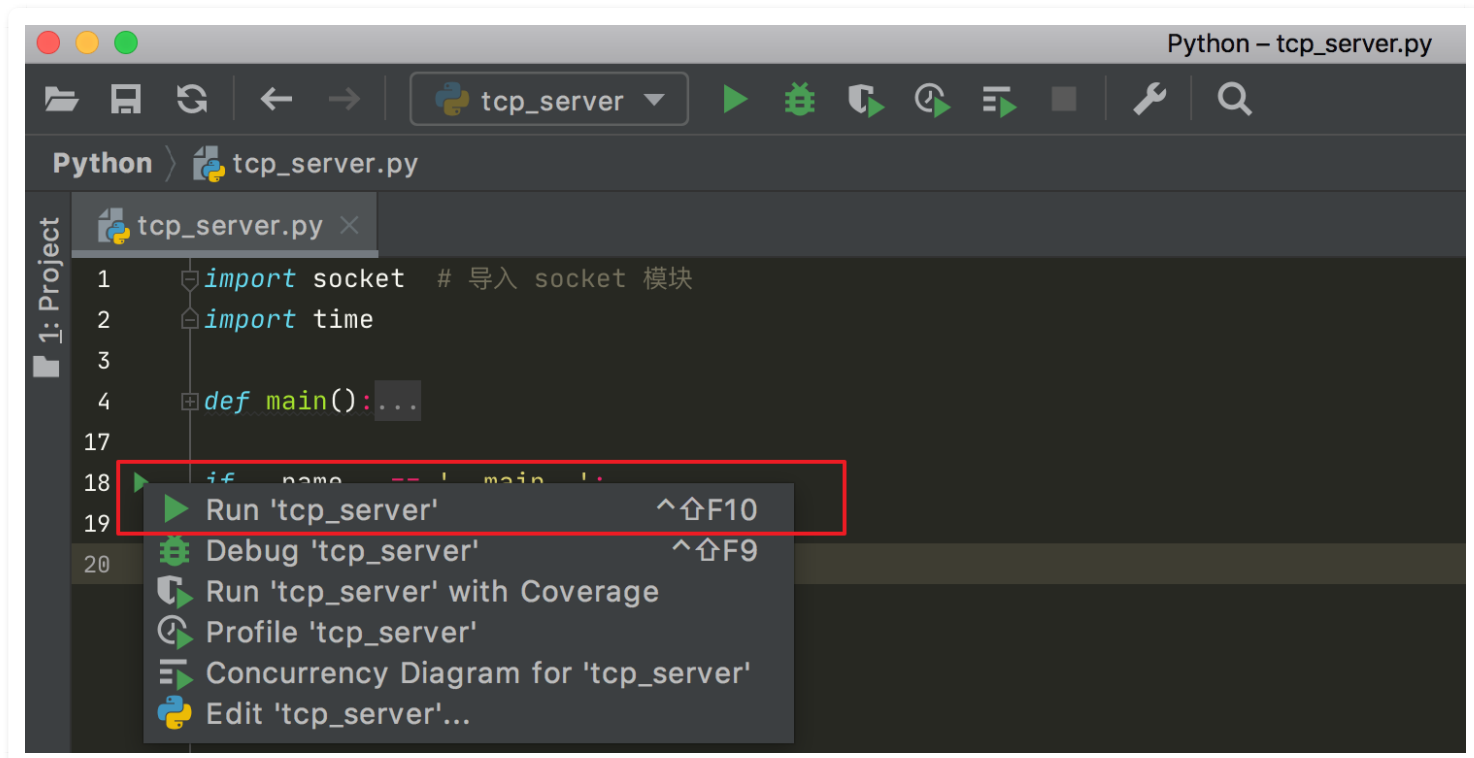 Python – tcp_server.py
tcp_server
Python
tcp_server.py
tcp_server.py
1: Project
1 import socket # 导入 socket 模块
2 import time
3
4 def main():...
17
18
Run 'tcp_server' ^⇧F10
19
Debug 'tcp_server' ^⇧F9
20
Run 'tcp_server' with Coverage
Profile 'tcp_server'
Concurrency Diagram for 'tcp_server'
Edit 'tcp_server'...